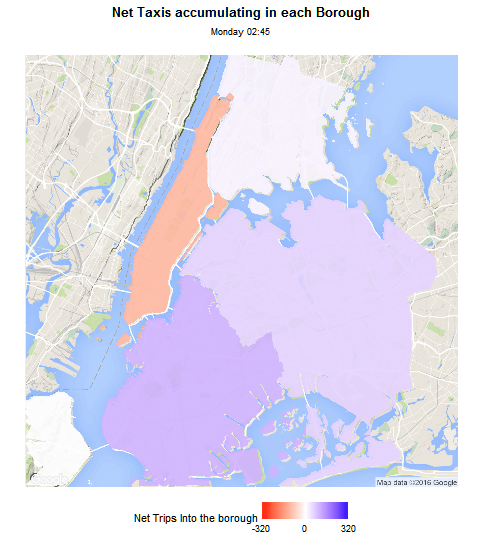 Net Taxis accumulating in each Borough
Monday 02:45
Map data ©2016 Google
Net Trips Into the borough
-320 0 320